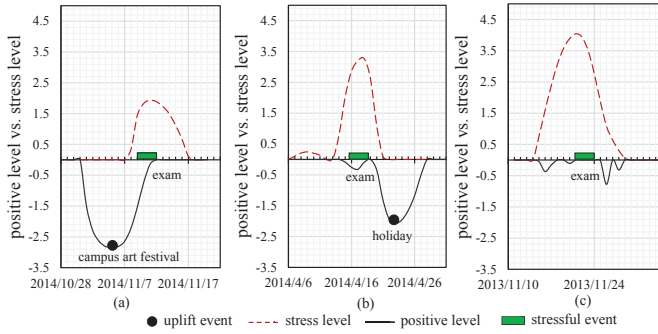 positive level vs. stress level
4.5
3.5
2.5
1.5
0.5
-0.5
-1.5
-2.5
-3.5
exam
campus art festival
2014/10/28 2014/11/7 2014/11/17
(a)
positive level vs. stress level
4.5
3.5
2.5
1.5
0.5
-0.5
-1.5
-2.5
-3.5
exam
holiday
2014/4/6 2014/4/16 2014/4/26
(b)
positive level vs. stress level
4.5
3.5
2.5
1.5
0.5
-0.5
-1.5
-2.5
-3.5
exam
2013/11/10 2013/11/24
(c)
uplift event stress level positive level stressful event